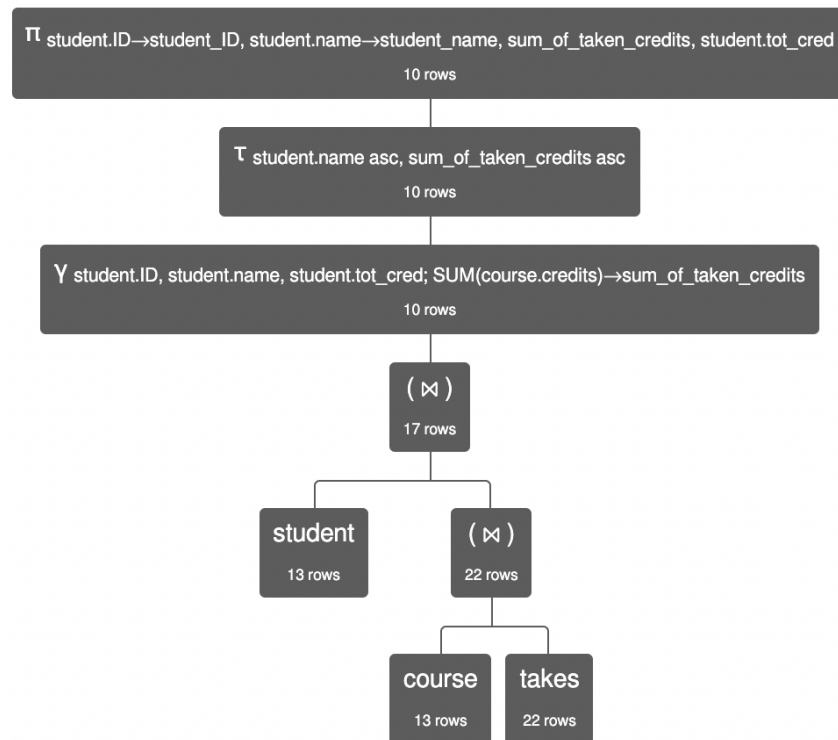 π student.ID→student_ID, student.name→student_name, sum_of_taken_credits, student.tot_cred
10 rows
τ student.name asc, sum_of_taken_credits asc
10 rows
γ student.ID, student.name, student.tot_cred; SUM(course.credits)→sum_of_taken_credits
10 rows
( ⋈ )
17 rows
student
13 rows
( ⋈ )
22 rows
course
13 rows
takes
22 rows